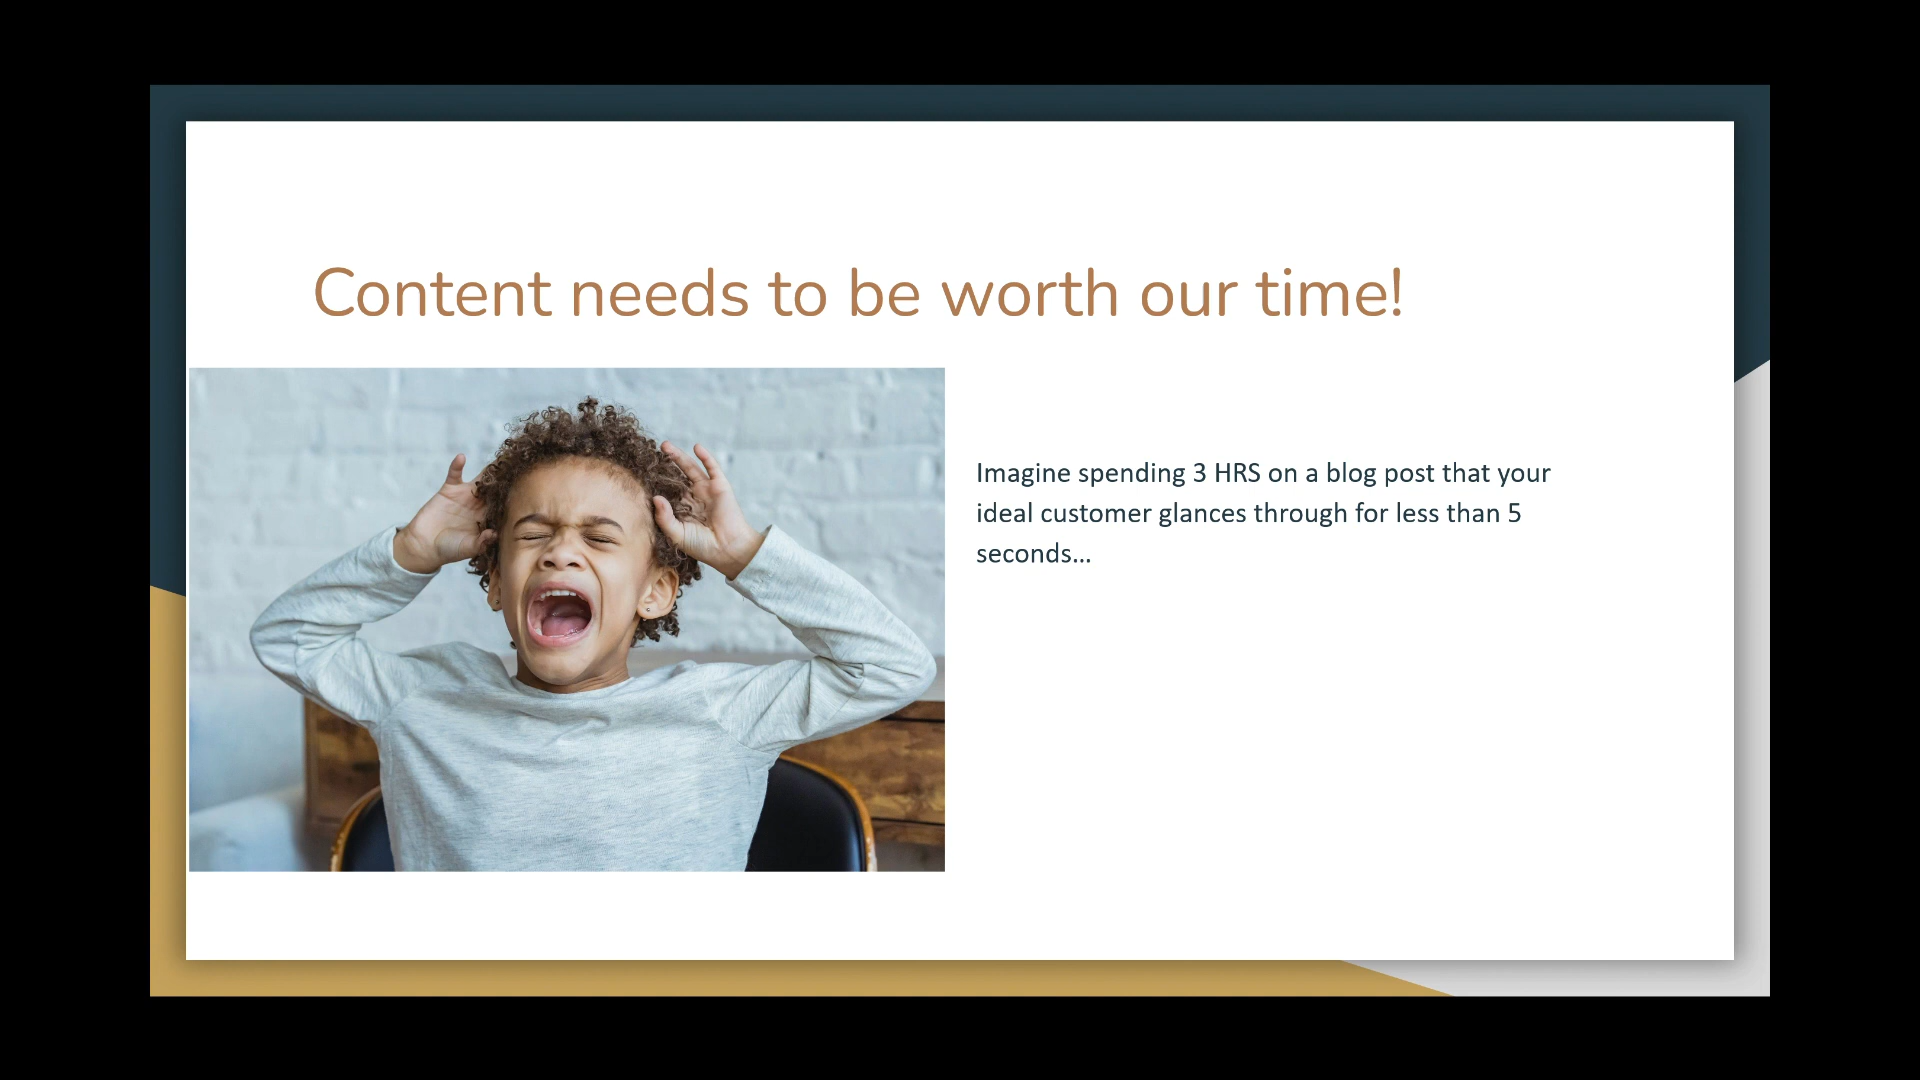 Content needs to be worth our time!
Imagine spending 3 HRS on a blog post that your
ideal customer glances through for less than 5
seconds...